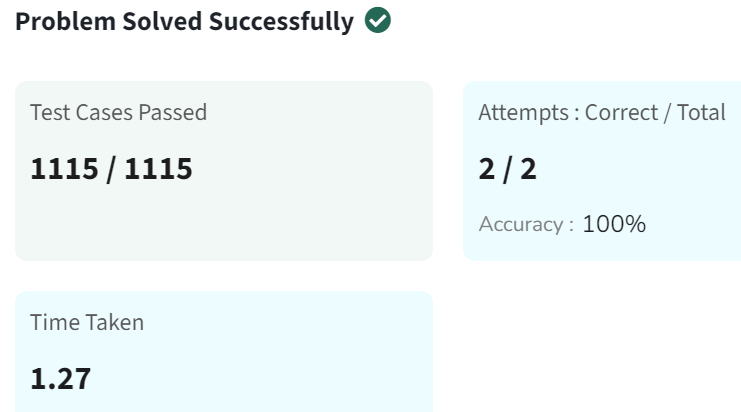 Problem Solved Successfully
Test Cases Passed
1115 / 1115
Attempts : Correct / Total
2 / 2
Accuracy : 100%
Time Taken
1.27